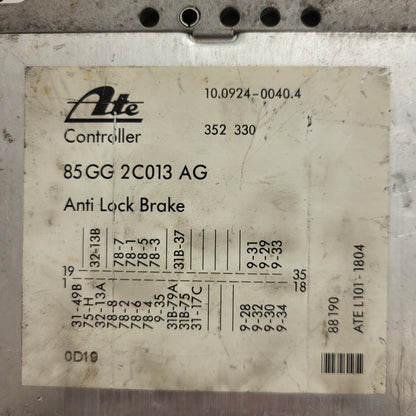 Ate
10.0924-0040.4
Controller
352 330
85GG 2C013 AG
Anti Lock Brake
32-13B
78-7
78-1
78-5
78-3
31B-37
9-31
9-29
9-33
19
35
1
18
31-49B
75-H
32-13A
78-8
78-2
78-6
78-4
9-35
31B-79A
31B-75
31-17C
9-28
9-32
9-30
9-34
0D19
88190
ATE L101-1804